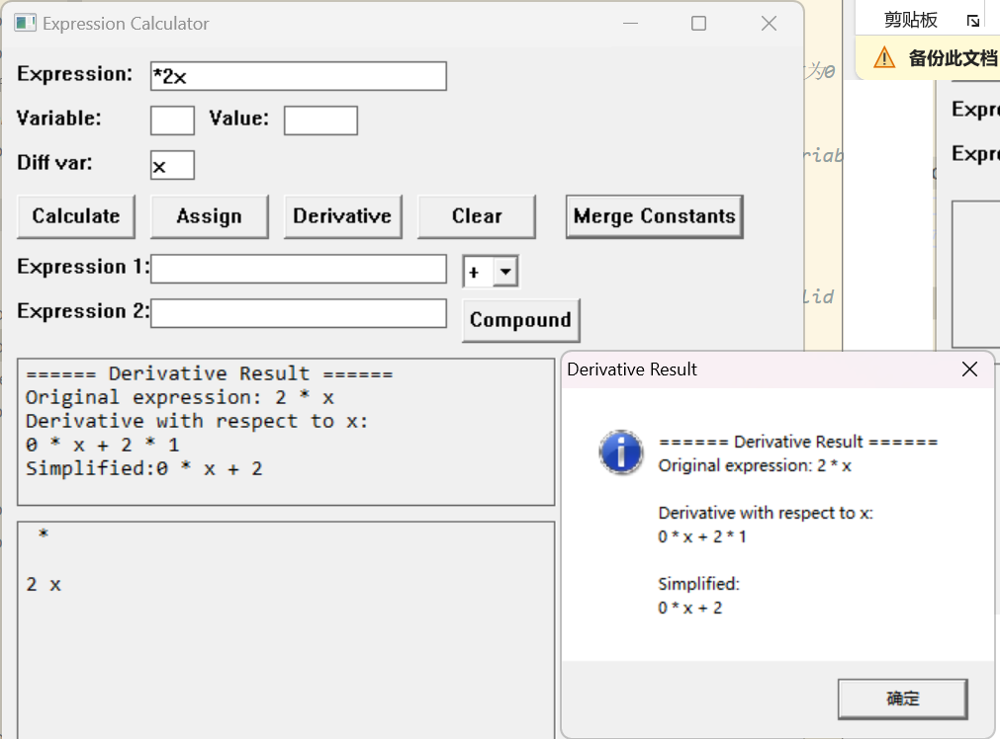 Expression Calculator
剪贴板
Expression: *2x
备份此文档
为0
Variable: Value:
Expre
Diff var: x
riab
Expre
Calculate Assign Derivative Clear Merge Constants
Expression 1: +
lid
Expression 2: Compound
====== Derivative Result ======
Original expression: 2 * x
Derivative with respect to x:
0 * x + 2 * 1
Simplified:0 * x + 2
*
2 x
Derivative Result
====== Derivative Result ======
Original expression: 2 * x
Derivative with respect to x:
0 * x + 2 * 1
Simplified:
0 * x + 2
确定